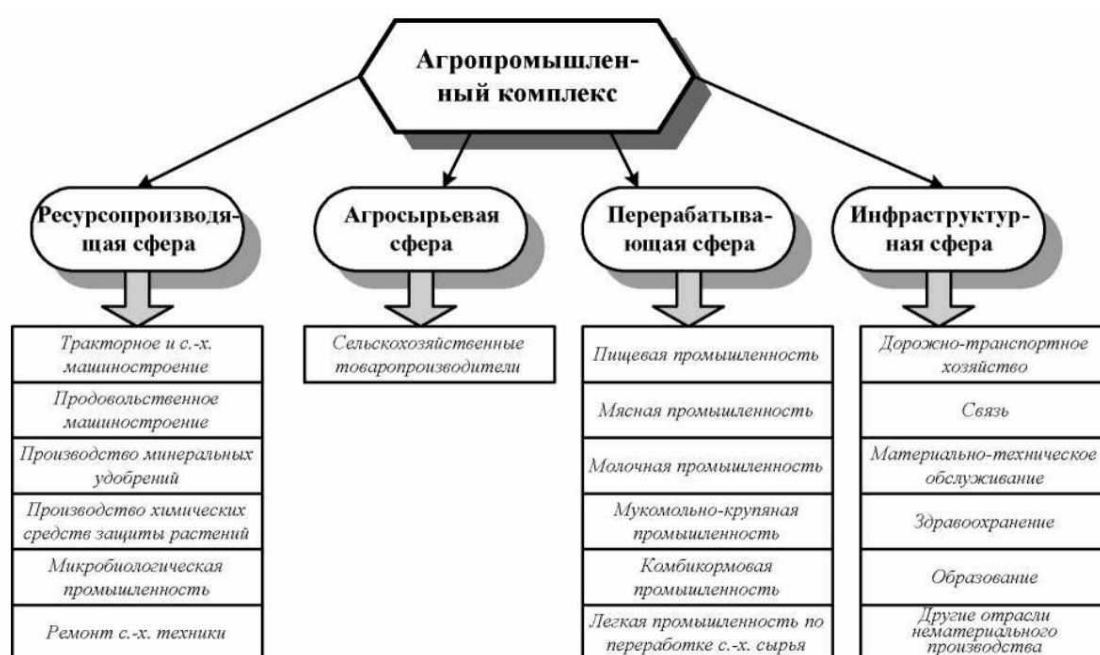 Агропромышлен-
ный комплекс
Ресурсопроизводя-
щая сфера
Агросырьевая
сфера
Перерабатыва-
ющая сфера
Инфраструктур-
ная сфера
Тракторное и с.-х.
машиностроение
Продовольственное
машиностроение
Производство минеральных
удобрений
Производство химических
средств защиты растений
Микробиологическая
промышленность
Ремонт с.-х. техники
Сельскохозяйственные
товаропроизводители
Пищевая промышленность
Мясная промышленность
Молочная промышленность
Мукомольно-крупяная
промышленность
Комбикормовая
промышленность
Легкая промышленность по
переработке с.-х. сырья
Дорожно-транспортное
хозяйство
Связь
Материально-техническое
обслуживание
Здравоохранение
Образование
Другие отрасли
нематериального
производства